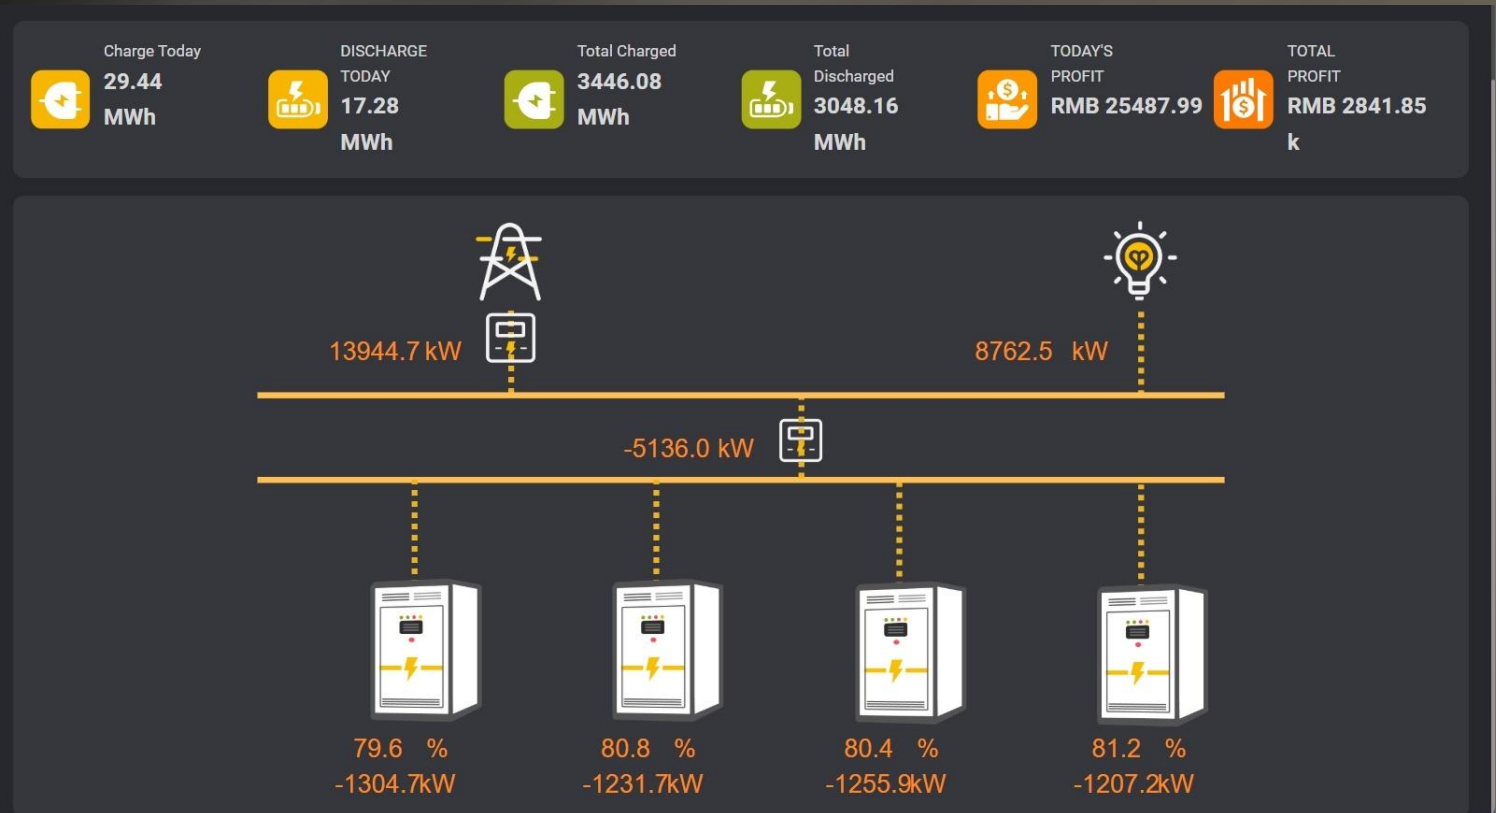 Charge Today
29.44
MWh
DISCHARGE
TODAY
17.28
MWh
Total Charged
3446.08
MWh
Total
Discharged
3048.16
MWh
TODAY'S
PROFIT
RMB 25487.99
TOTAL
PROFIT
RMB 2841.85
k
13944.7 kW
8762.5 kW
-5136.0 kW
79.6 %
-1304.7kW
80.8 %
-1231.7kW
80.4 %
-1255.9kW
81.2 %
-1207.2kW